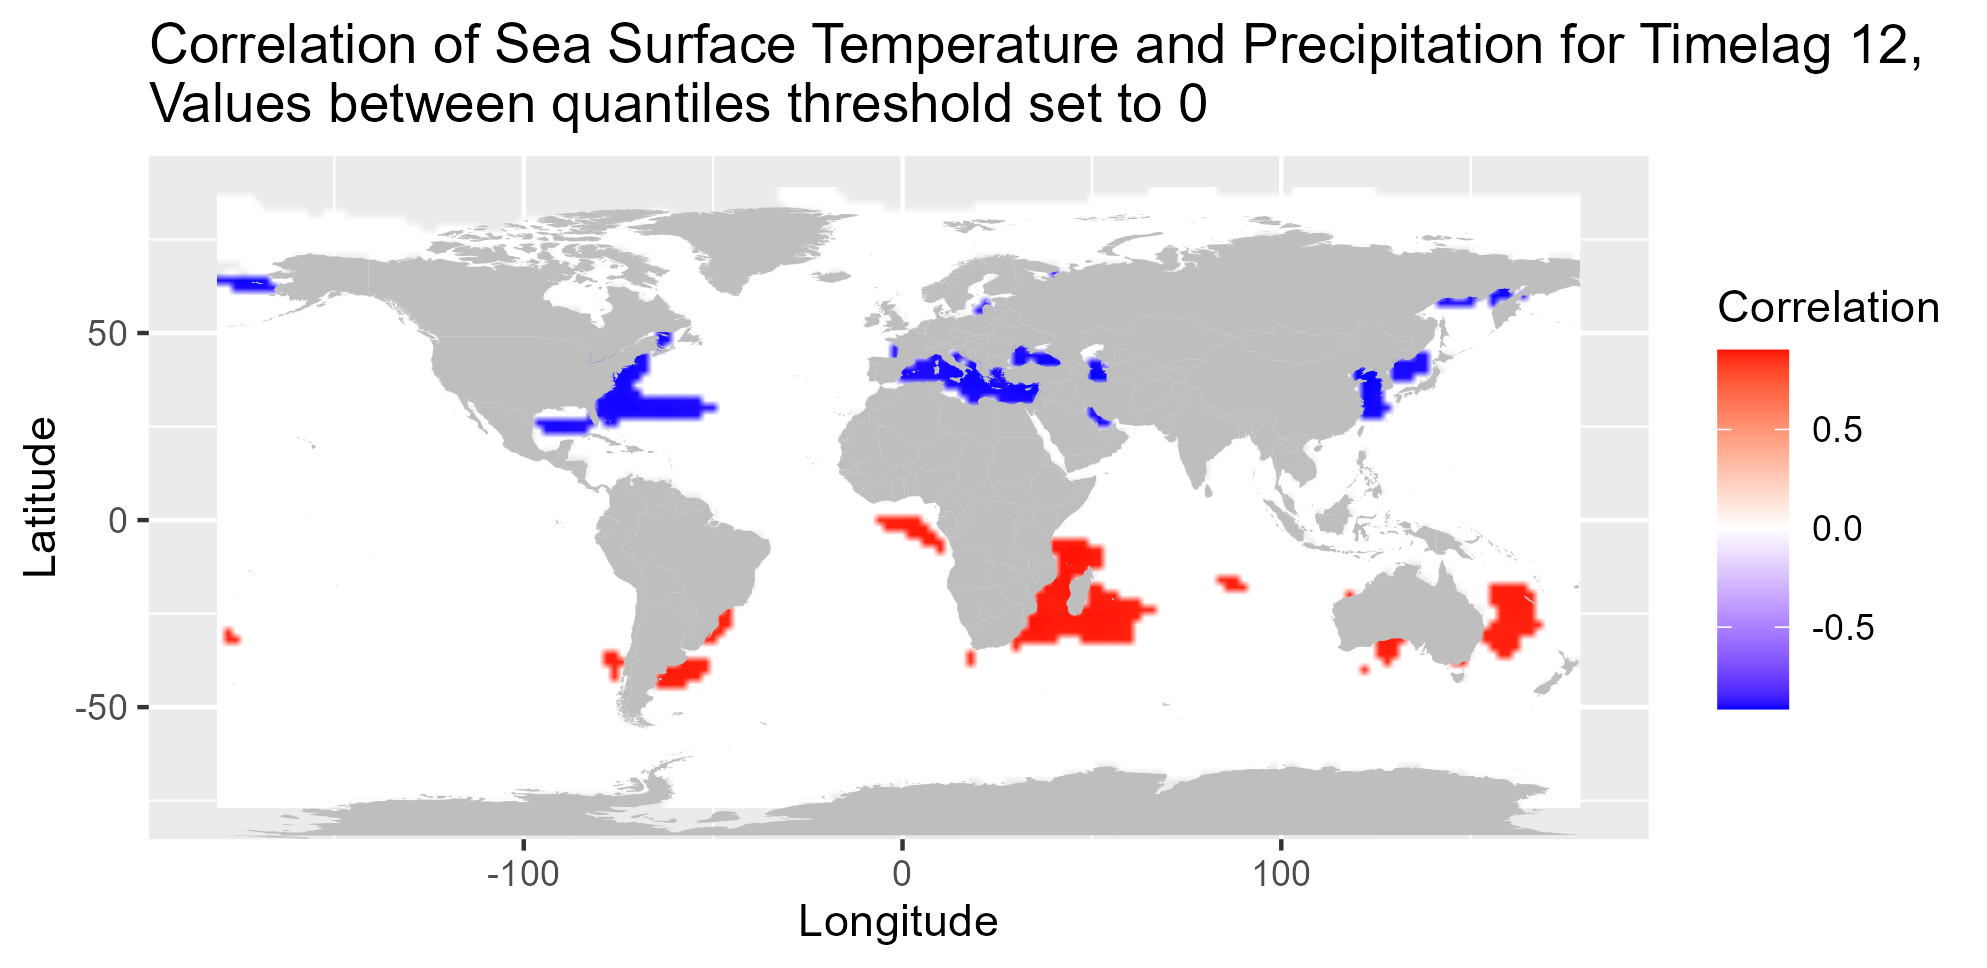 Correlation of Sea Surface Temperature and Precipitation for Timelag 12,
Values between quantiles threshold set to 0
Correlation
0.5
0.0
-0.5
Latitude
50
0
-50
-100
0
100
Longitude